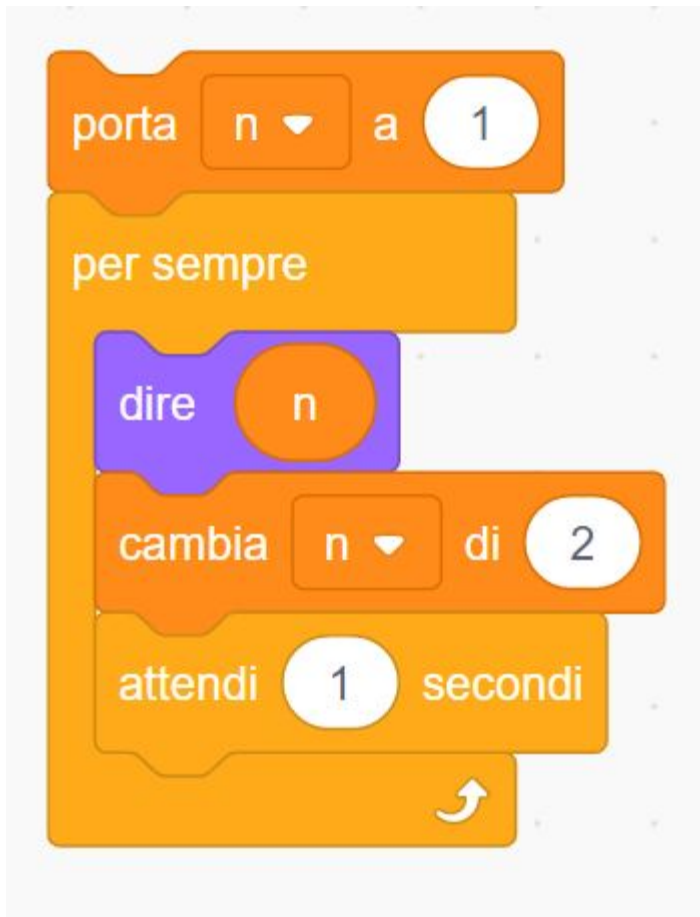 porta n a 1
per sempre
dire n
cambia n di 2
attendi 1 secondi